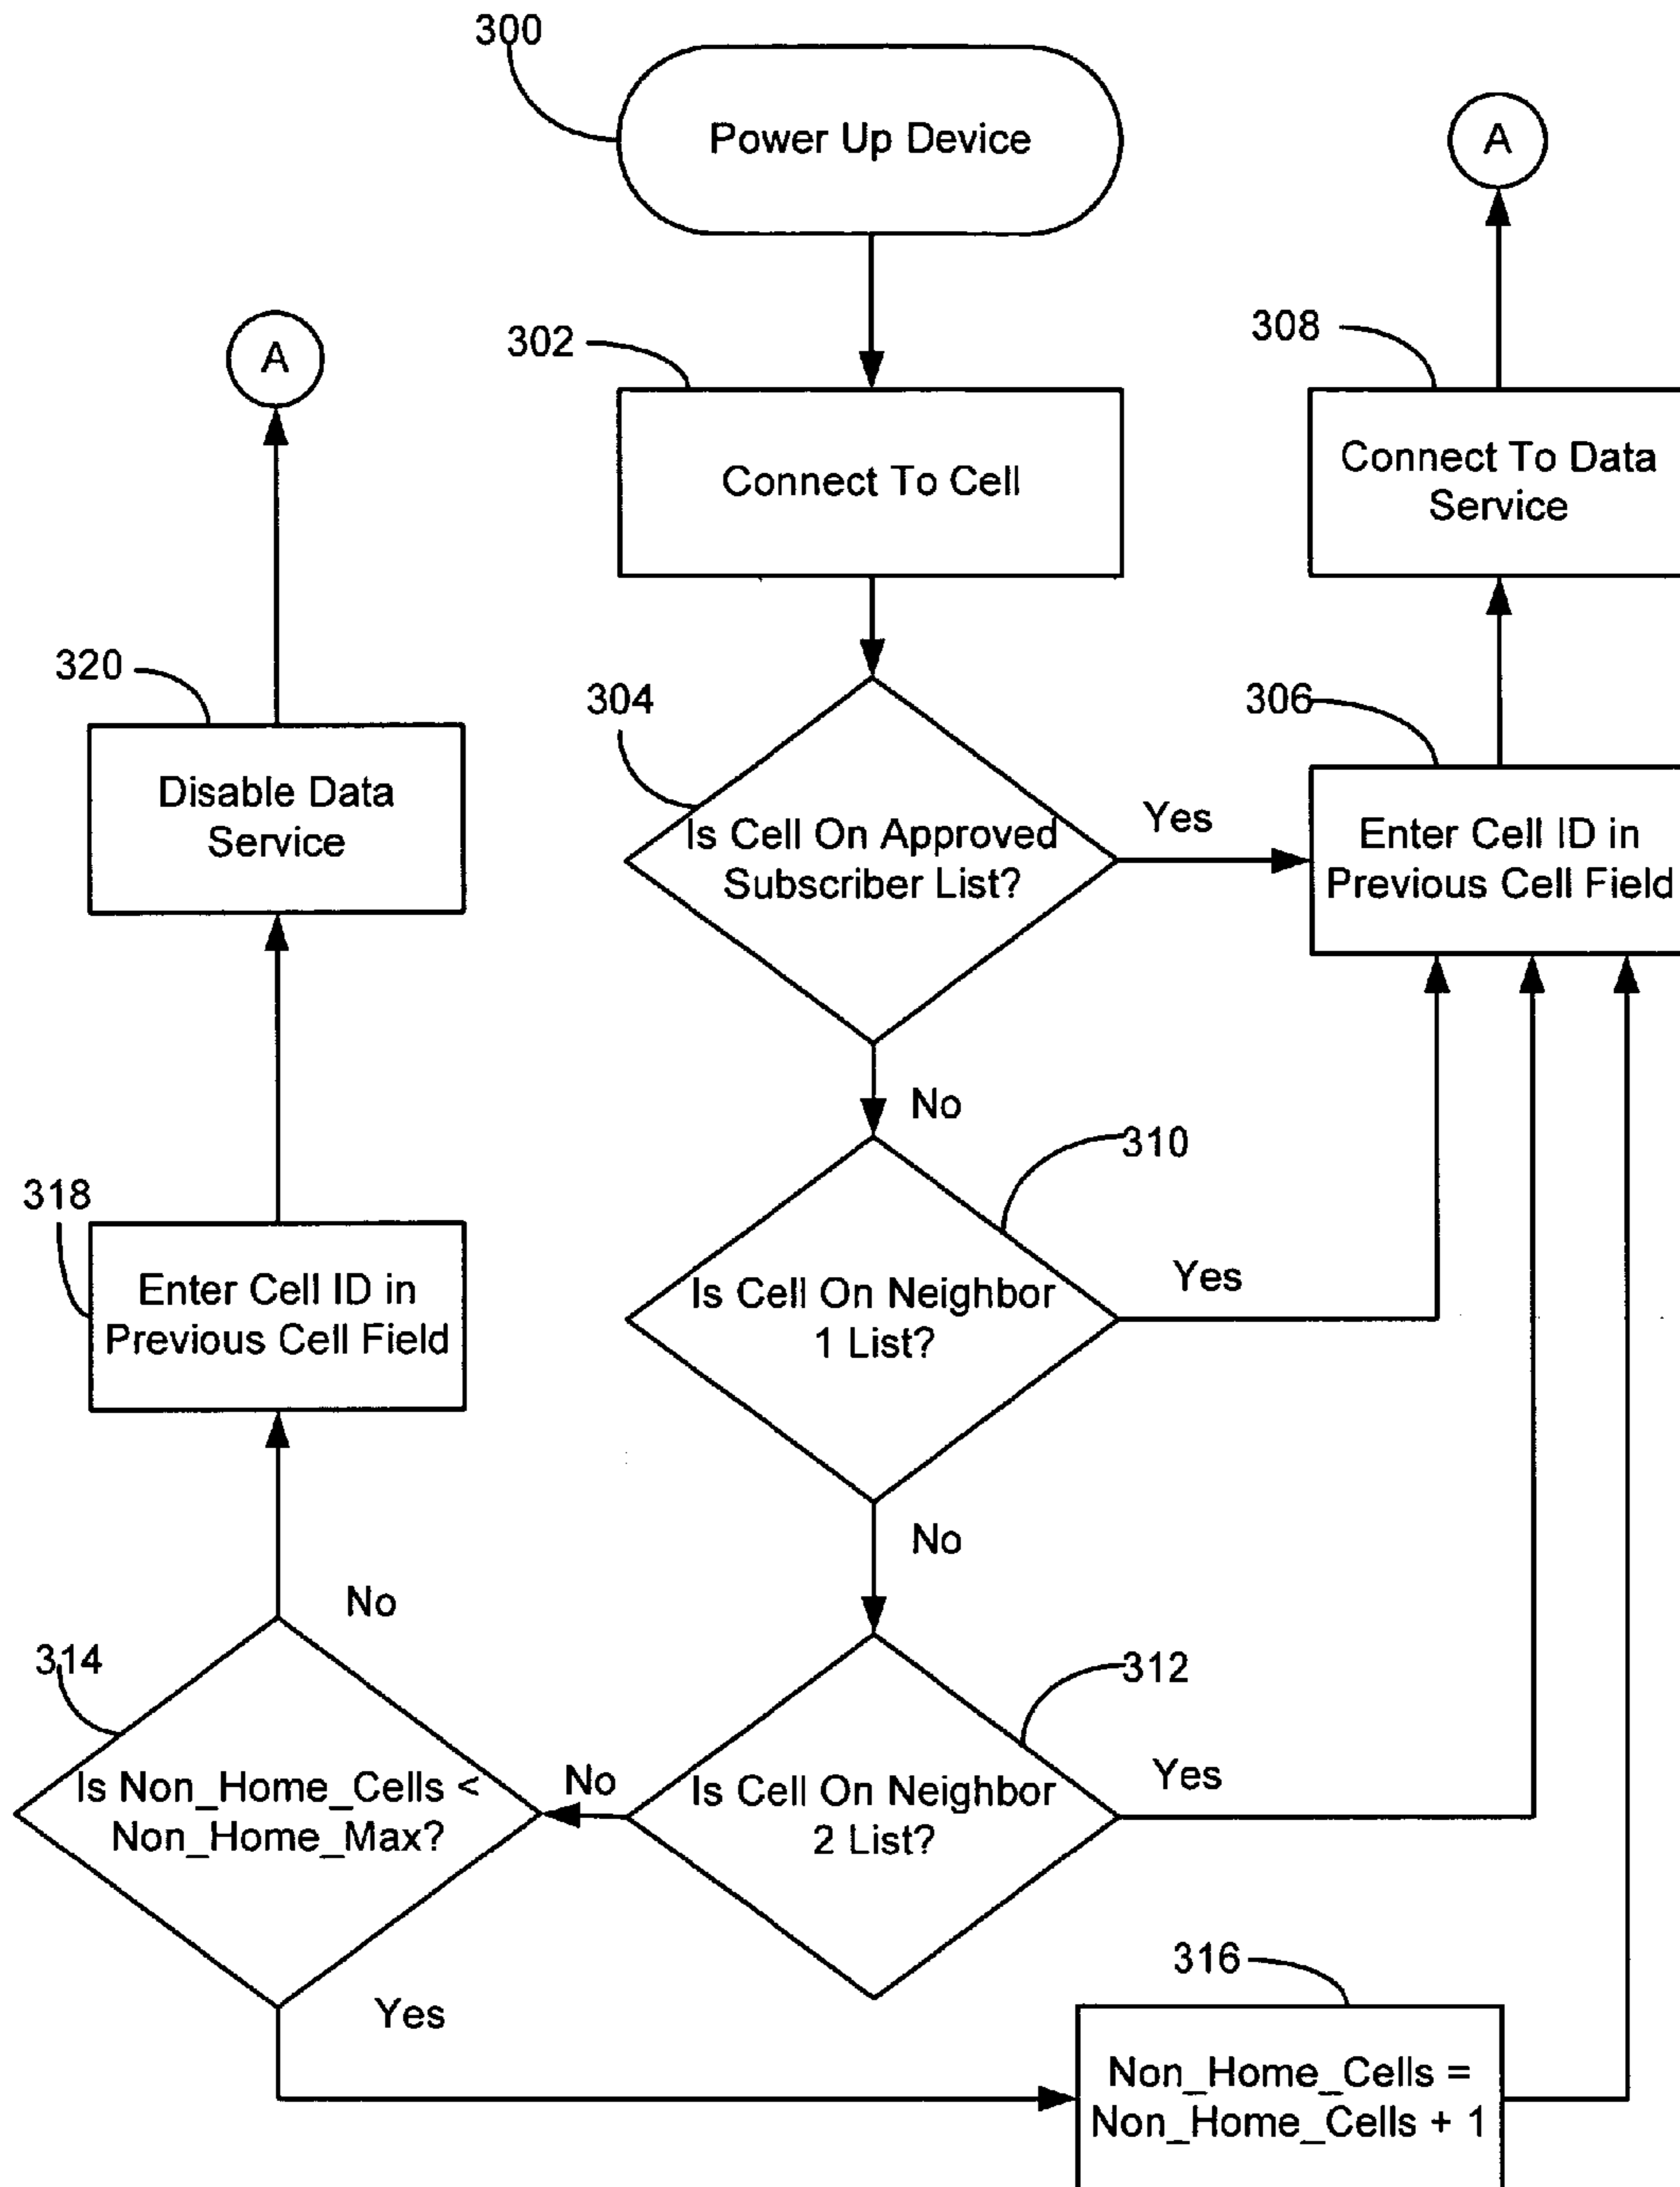 300
Power Up Device
A
A
302
Connect To Cell
308
Connect To Data
Service
320
Disable Data
Service
304
Is Cell On Approved
Subscriber List?
Yes
306
Enter Cell ID in
Previous Cell Field
No
310
318
Enter Cell ID in
Previous Cell Field
Is Cell On Neighbor
1 List?
Yes
No
No
314
Is Non_Home_Cells <
Non_Home_Max?
No
312
Is Cell On Neighbor
2 List?
Yes
Yes
316
Non_Home_Cells =
Non_Home_Cells + 1